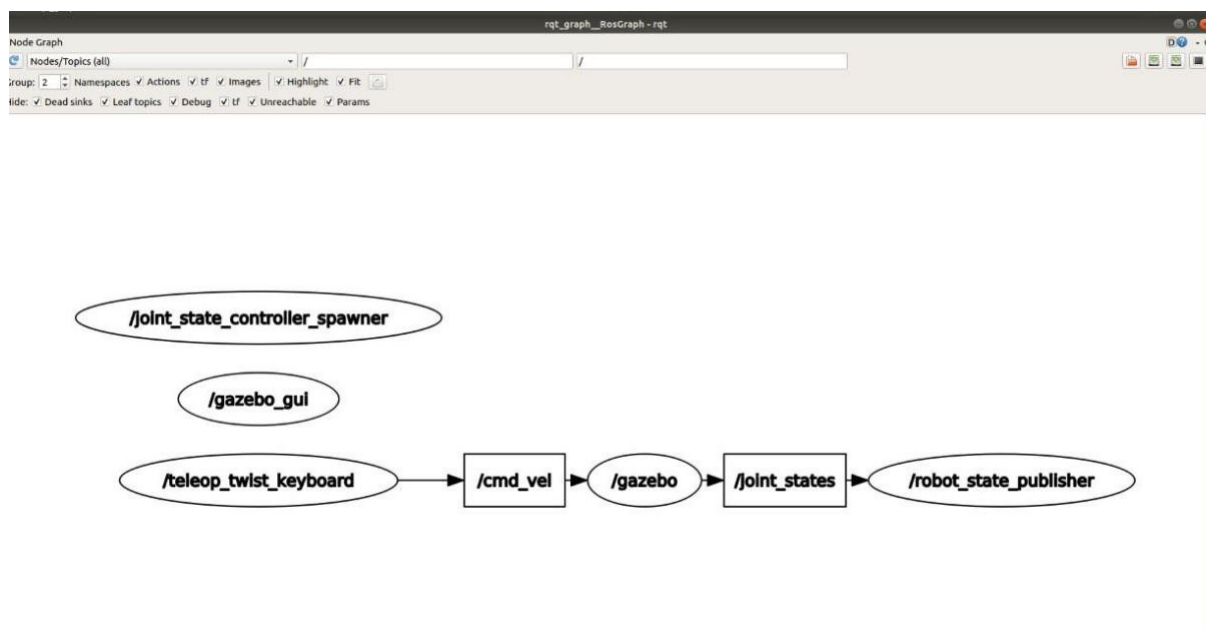 rqt_graph__RosGraph - rqt
Node Graph
D -
Nodes/Topics (all) / /
Group: 2 Namespaces Actions tf Images Highlight Fit
Hide: Dead sinks Leaf topics Debug tf Unreachable Params
/joint_state_controller_spawner
/gazebo_gui
/teleop_twist_keyboard /cmd_vel /gazebo /joint_states /robot_state_publisher